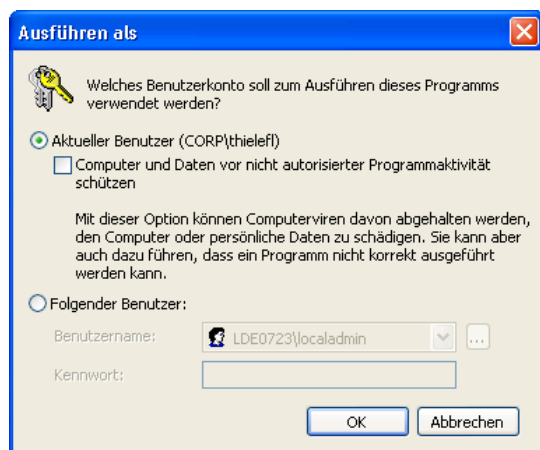 Ausführen als
Welches Benutzerkonto soll zum Ausführen dieses Programms
verwendet werden?
Aktueller Benutzer (CORP\thielefl)
Computer und Daten vor nicht autorisierter Programmaktivität
schützen
Mit dieser Option können Computerviren davon abgehalten werden,
den Computer oder persönliche Daten zu schädigen. Sie kann aber
auch dazu führen, dass ein Programm nicht korrekt ausgeführt
werden kann.
Folgender Benutzer:
Benutzername: LDE0723\localadmin ...
Kennwort:
OK Abbrechen